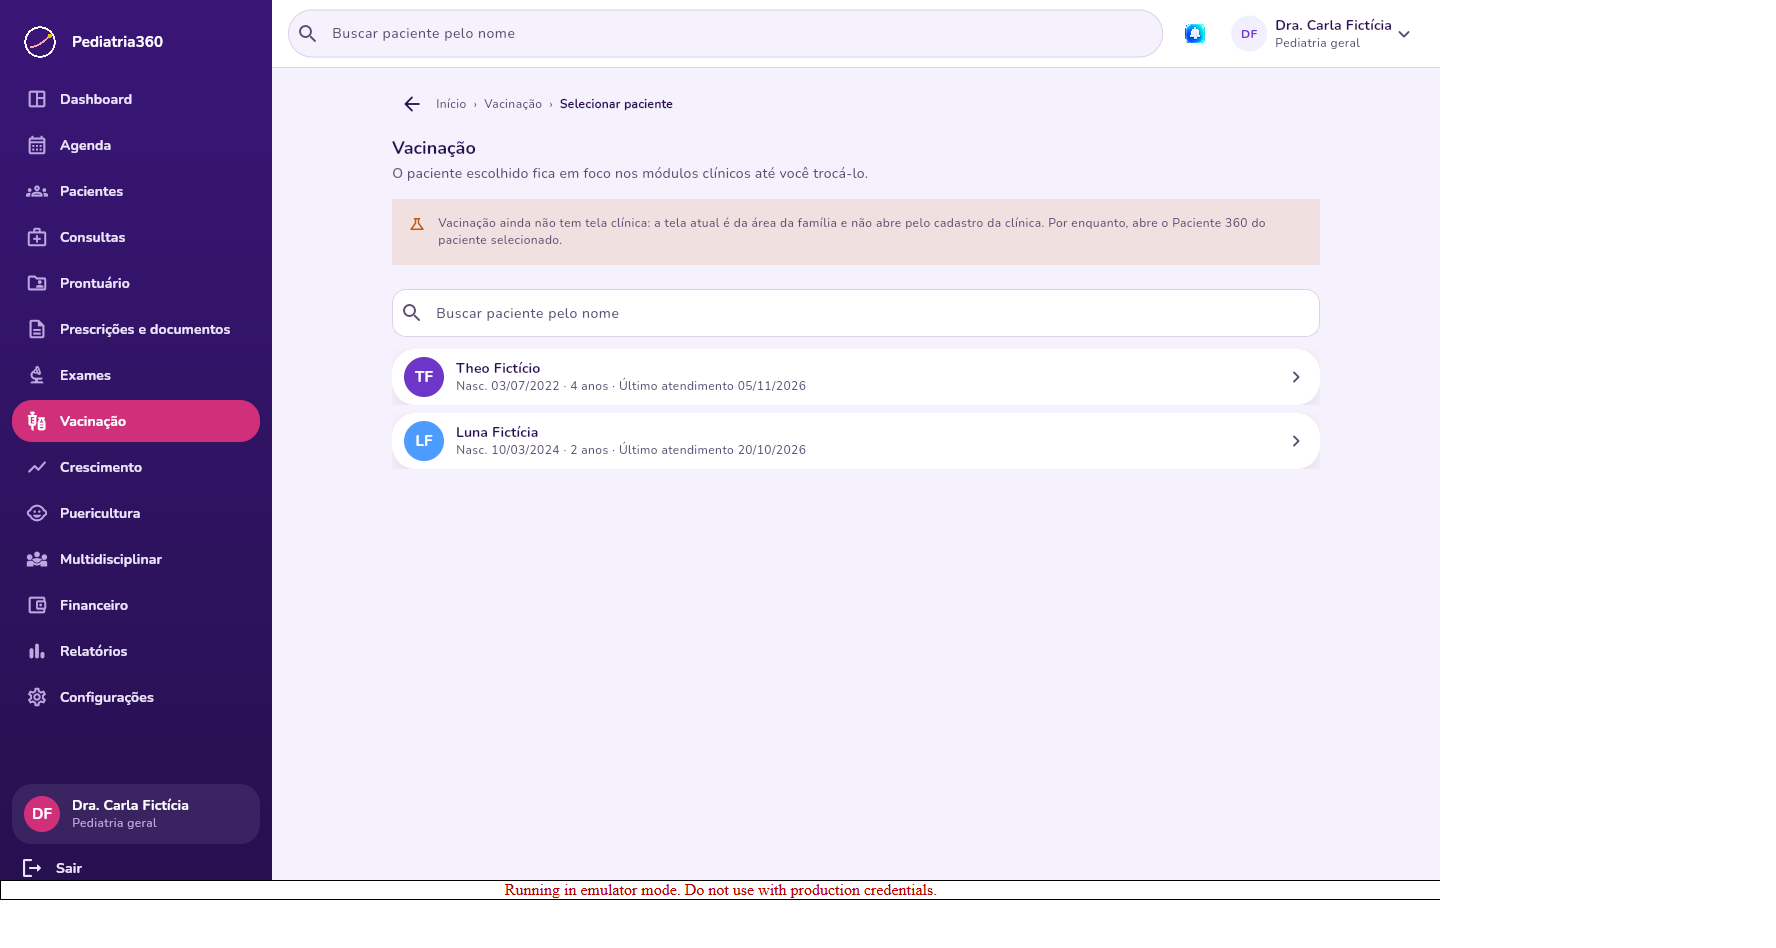 Pediatria360
Dashboard
Agenda
Pacientes
Consultas
Prontuário
Prescrições e documentos
Exames
Vacinação
Crescimento
Puericultura
Multidisciplinar
Financeiro
Relatórios
Configurações
DF
Dra. Carla Fictícia
Pediatria geral
Sair
Buscar paciente pelo nome
DF
Dra. Carla Fictícia
Pediatria geral
Início › Vacinação › Selecionar paciente
Vacinação
O paciente escolhido fica em foco nos módulos clínicos até você trocá-lo.
Vacinação ainda não tem tela clínica: a tela atual é da área da família e não abre pelo cadastro da clínica. Por enquanto, abre o Paciente 360 do
paciente selecionado.
Buscar paciente pelo nome
TF
Theo Fictício
Nasc. 03/07/2022 · 4 anos · Último atendimento 05/11/2026
LF
Luna Fictícia
Nasc. 10/03/2024 · 2 anos · Último atendimento 20/10/2026
Running in emulator mode. Do not use with production credentials.